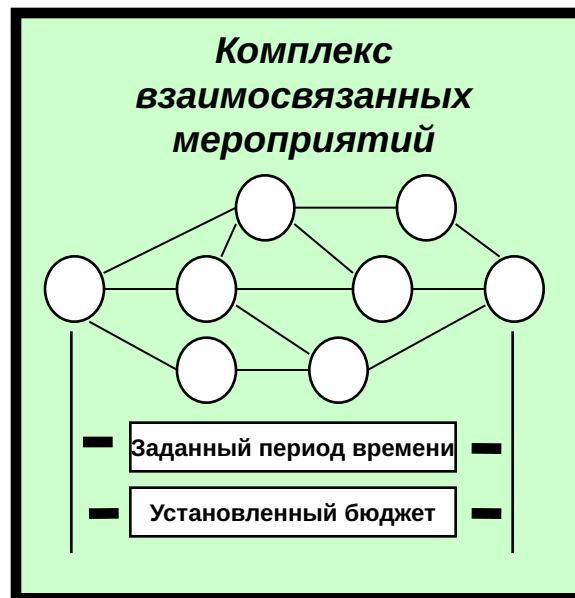 Комплекс
взаимосвязанных
мероприятий
Заданный период времени
Установленный бюджет